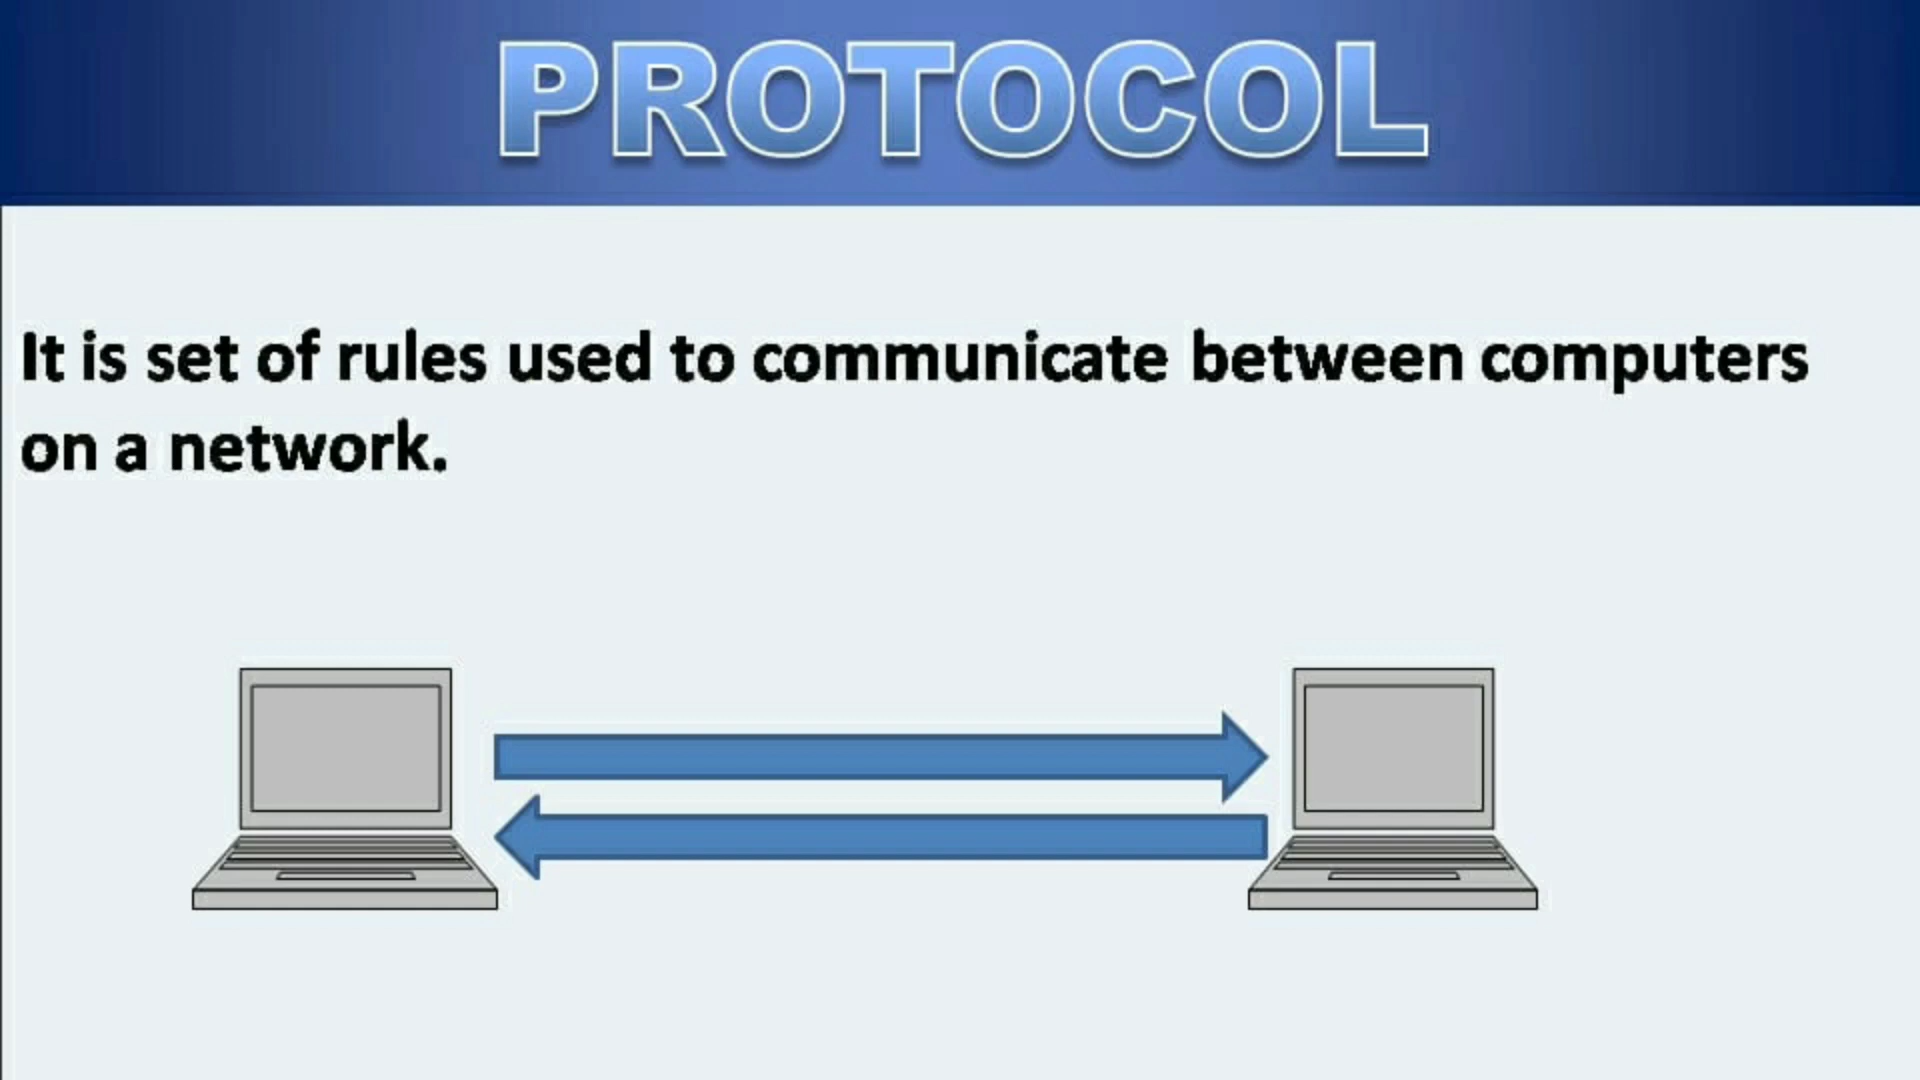 PROTOCOL
It is set of rules used to communicate between computers
on a network.